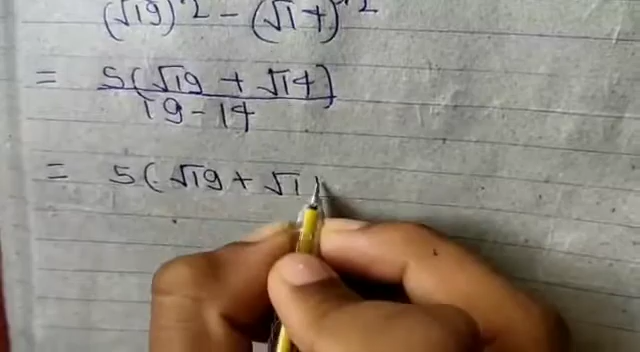 (√19)^2 - (√14)^2
= 5(√19 + √14)
19 - 14
= 5(√19 + √1